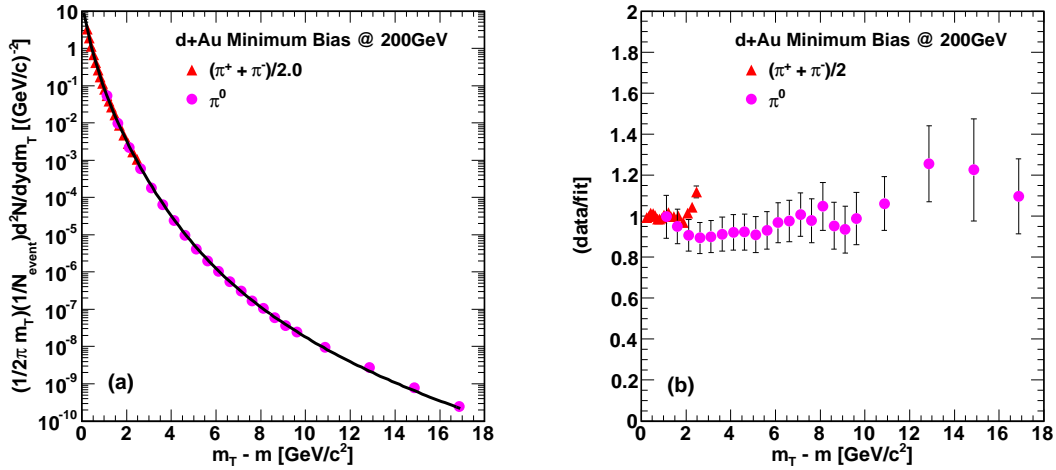 d+Au Minimum Bias @ 200GeV
(π⁺ + π⁻)/2.0
π⁰
(1/2π m_T)(1/N_event)d²N/dydm_T [(GeV/c)⁻²]
1
10⁻¹
10⁻²
10⁻³
10⁻⁴
10⁻⁵
10⁻⁶
10⁻⁷
10⁻⁸
10⁻⁹
10⁻¹⁰
(a)
0 2 4 6 8 10 12 14 16 18
m_T - m [GeV/c²]
d+Au Minimum Bias @ 200GeV
(π⁺ + π⁻)/2
π⁰
(data/fit)
2
1.8
1.6
1.4
1.2
1
0.8
0.6
0.4
0.2
0
(b)
0 2 4 6 8 10 12 14 16 18
m_T - m [GeV/c²]